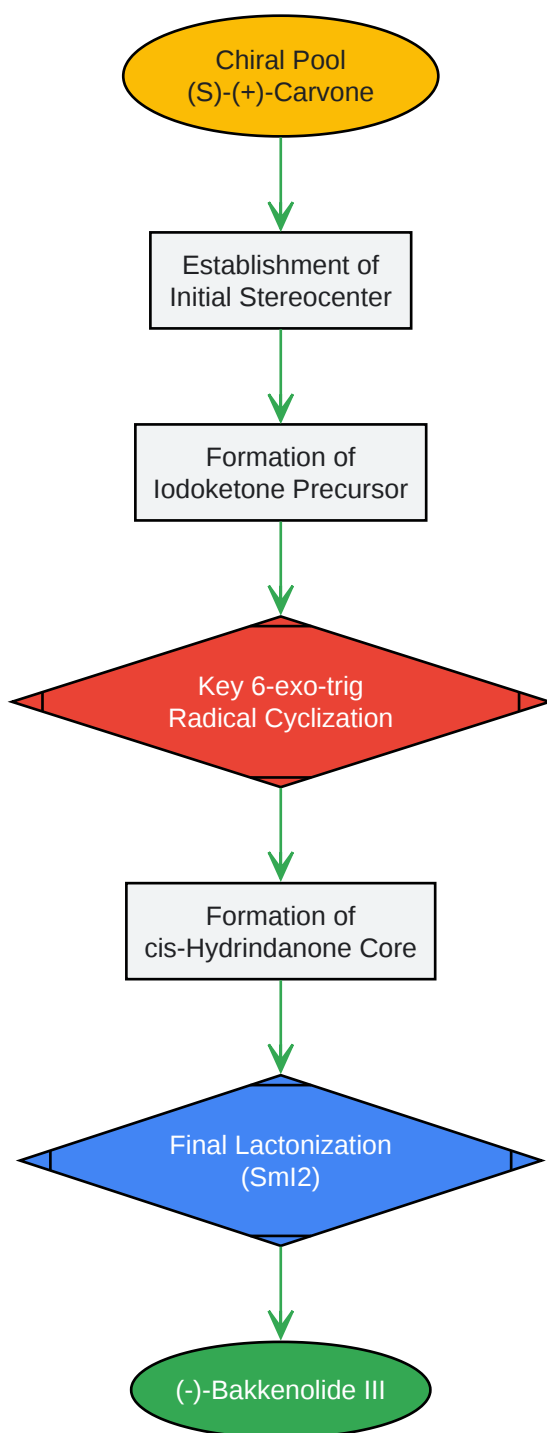 Chiral Pool
(S)-(+)-Carvone
Establishment of
Initial Stereocenter
Formation of
Iodoketone Precursor
Key 6-exo-trig
Radical Cyclization
Formation of
cis-Hydrindanone Core
Final Lactonization
(SmI2)
(-)-Bakkenolide III